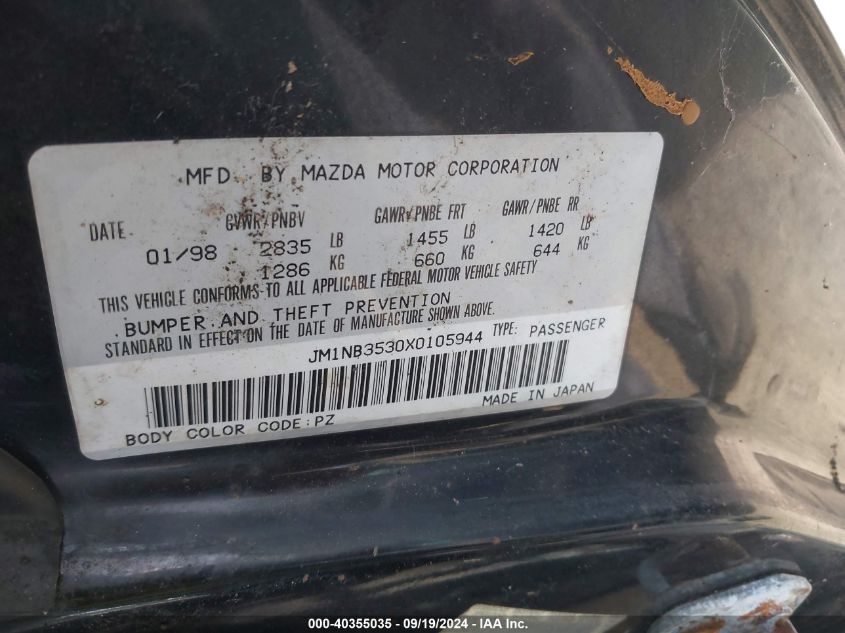 MFD. BY MAZDA MOTOR CORPORATION
DATE GVWR/PNBV GAWR/PNBE FRT GAWR/PNBE RR
01/98 2835 LB 1455 LB 1420 LB
1286 KG 660 KG 644 KG
THIS VEHICLE CONFORMS TO ALL APPLICABLE FEDERAL MOTOR VEHICLE SAFETY
BUMPER AND THEFT PREVENTION
STANDARD IN EFFECT ON THE DATE OF MANUFACTURE SHOWN ABOVE.
JM1NB3530X0105944 TYPE: PASSENGER
MADE IN JAPAN
BODY COLOR CODE:PZ
000-40355035 - 09/19/2024 - IAAI.com, Inc.